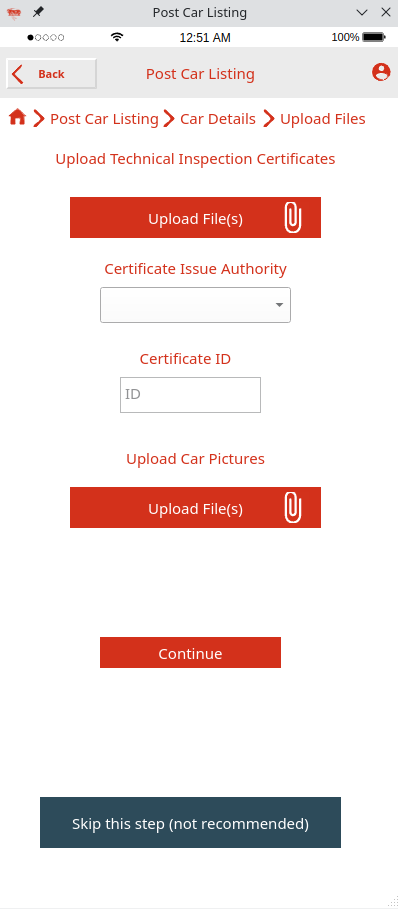 Post Car Listing
12:51 AM
100%
Back
Post Car Listing
Post Car Listing Car Details Upload Files
Upload Technical Inspection Certificates
Upload File(s)
Certificate Issue Authority
Certificate ID
ID
Upload Car Pictures
Upload File(s)
Continue
Skip this step (not recommended)